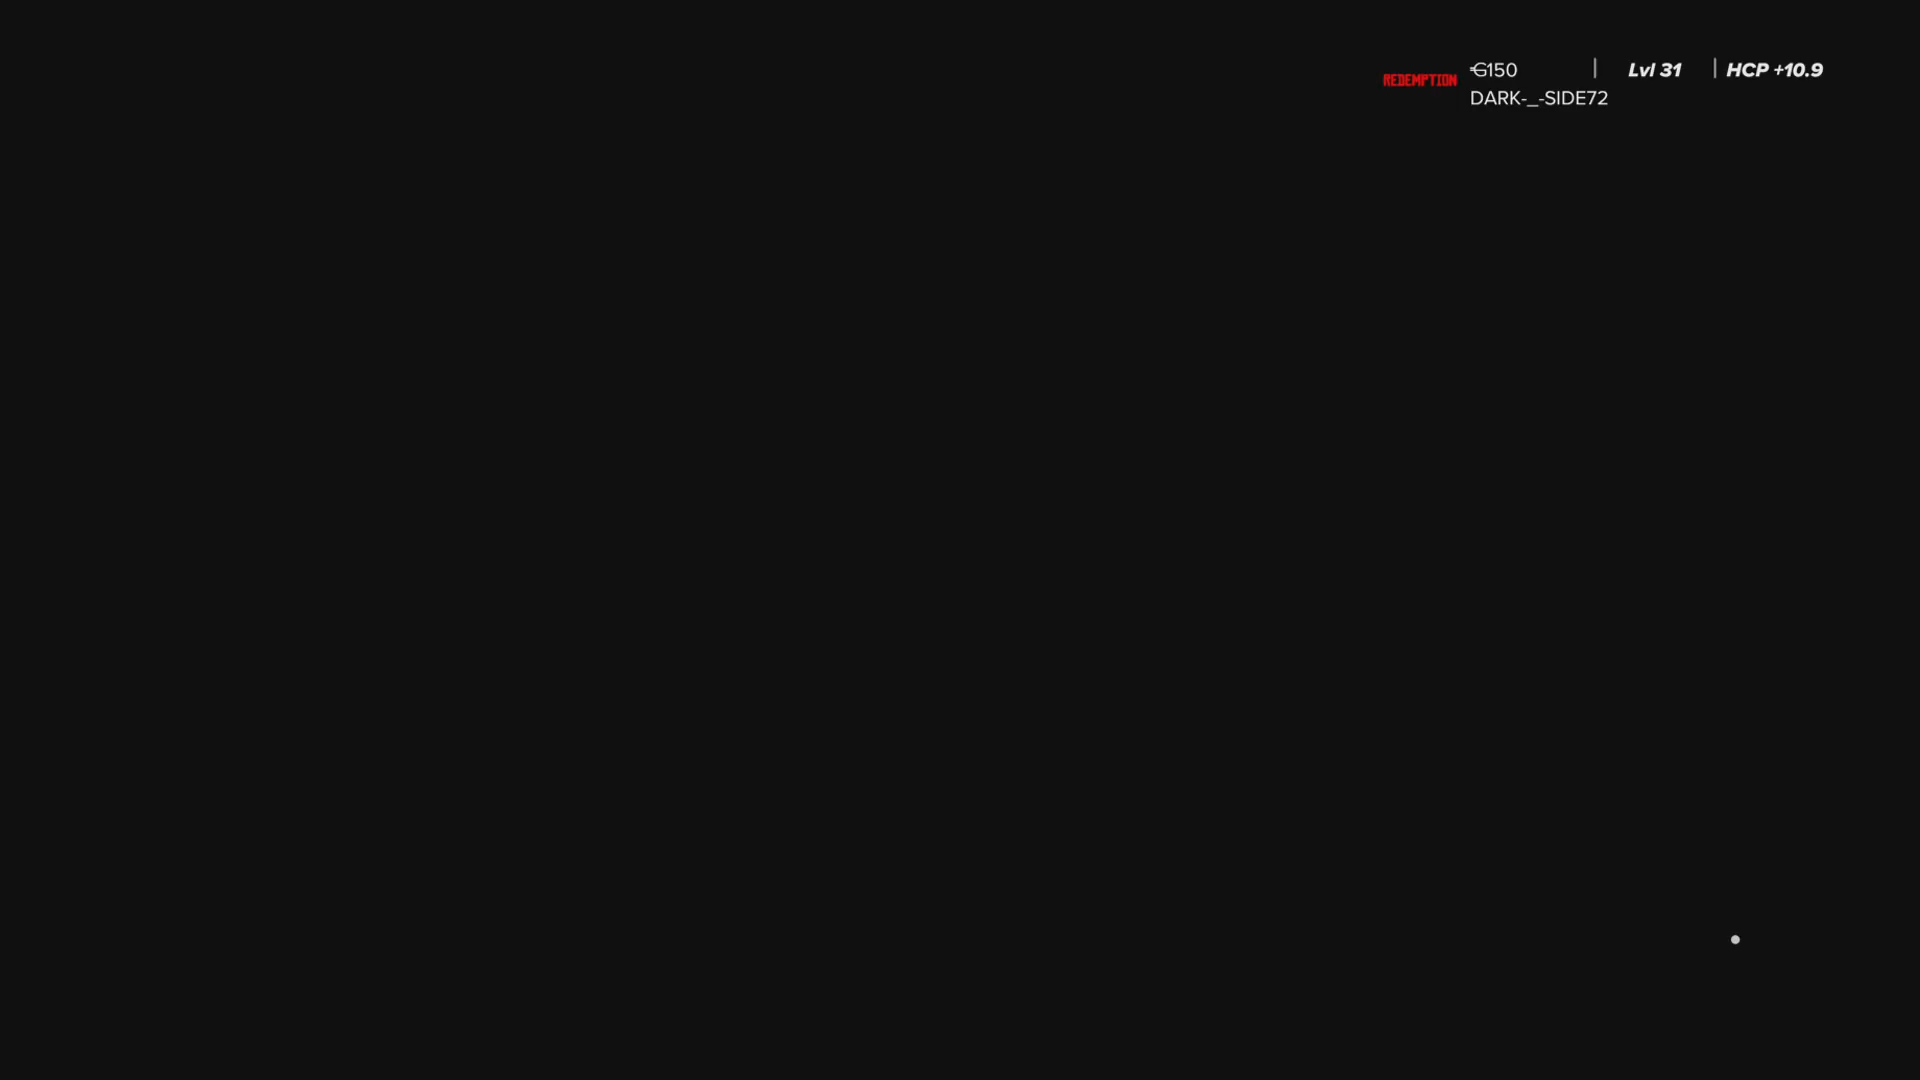 REDEMPTION
G150 | Lvl 31 | HCP +10.9
DARK-_-SIDE72